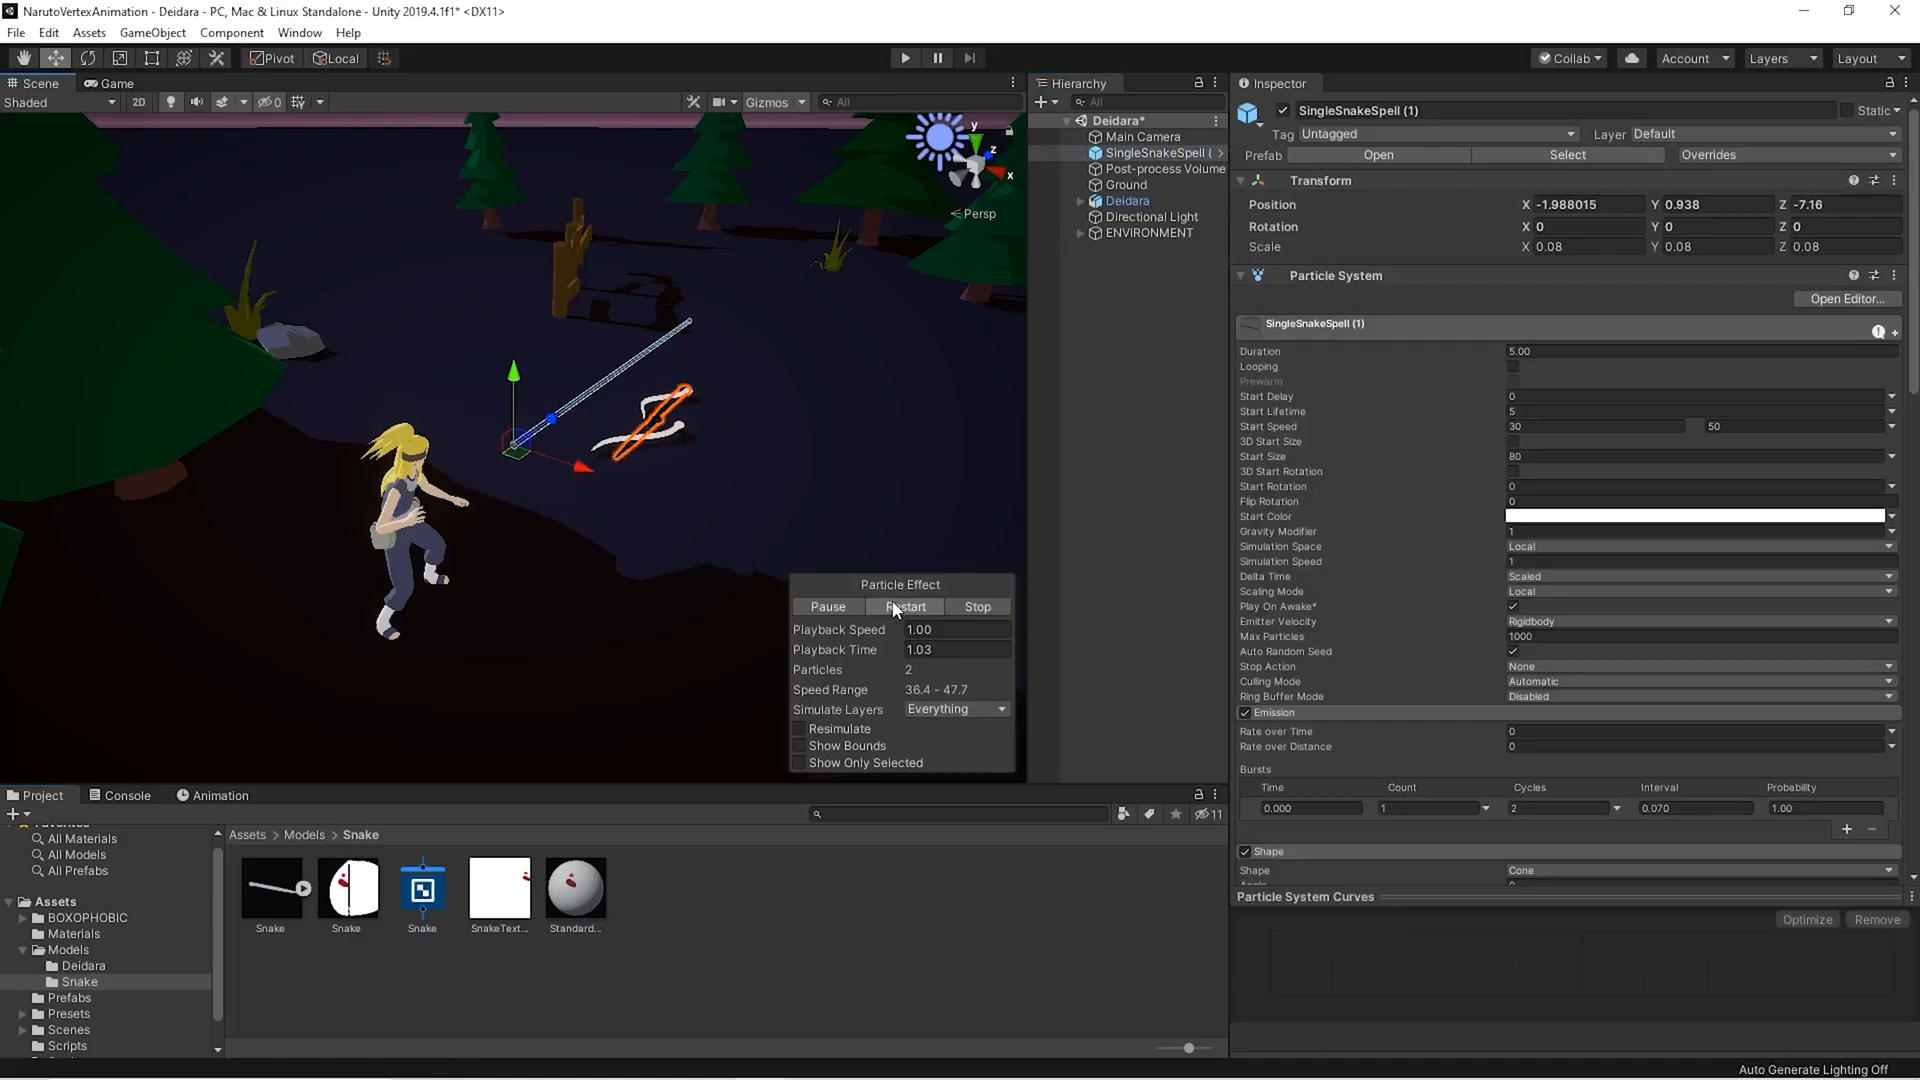 NarutoVertexAnimation - Deidara - PC, Mac & Linux Standalone - Unity 2019.4.1f1* <DX11>
File Edit Assets GameObject Component Window Help
Pivot Local Collab Account Layers Layout
Scene Game
Shaded 2D 0 Gizmos All
y
z
x
Persp
Particle Effect
Pause Restart Stop
Playback Speed 1.00
Playback Time 1.03
Particles 2
Speed Range 36.4 - 47.7
Simulate Layers Everything
Resimulate
Show Bounds
Show Only Selected
Hierarchy
All
Deidara*
Main Camera
SingleSnakeSpell (
Post-process Volume
Ground
Deidara
Directional Light
ENVIRONMENT
Inspector
SingleSnakeSpell (1) Static
Tag Untagged Layer Default
Prefab Open Select Overrides
Transform
Position X -1.988015 Y 0.938 Z -7.16
Rotation X 0 Y 0 Z 0
Scale X 0.08 Y 0.08 Z 0.08
Particle System
Open Editor...
SingleSnakeSpell (1)
Duration 5.00
Looping
Prewarm
Start Delay 0
Start Lifetime 5
Start Speed 30 50
3D Start Size
Start Size 80
3D Start Rotation
Start Rotation 0
Flip Rotation 0
Start Color
Gravity Modifier 1
Simulation Space Local
Simulation Speed 1
Delta Time Scaled
Scaling Mode Local
Play On Awake*
Emitter Velocity Rigidbody
Max Particles 1000
Auto Random Seed
Stop Action None
Culling Mode Automatic
Ring Buffer Mode Disabled
Emission
Rate over Time 0
Rate over Distance 0
Bursts
Time Count Cycles Interval Probability
0.000 1 2 0.070 1.00
Shape
Shape Cone
Particle System Curves
Optimize Remove
Project Console Animation
11
All Materials
All Models
All Prefabs
Assets
BOXOPHOBIC
Materials
Models
Deidara
Snake
Prefabs
Presets
Scenes
Scripts
Assets > Models > Snake
Snake Snake Snake SnakeText... Standard...
Auto Generate Lighting Off